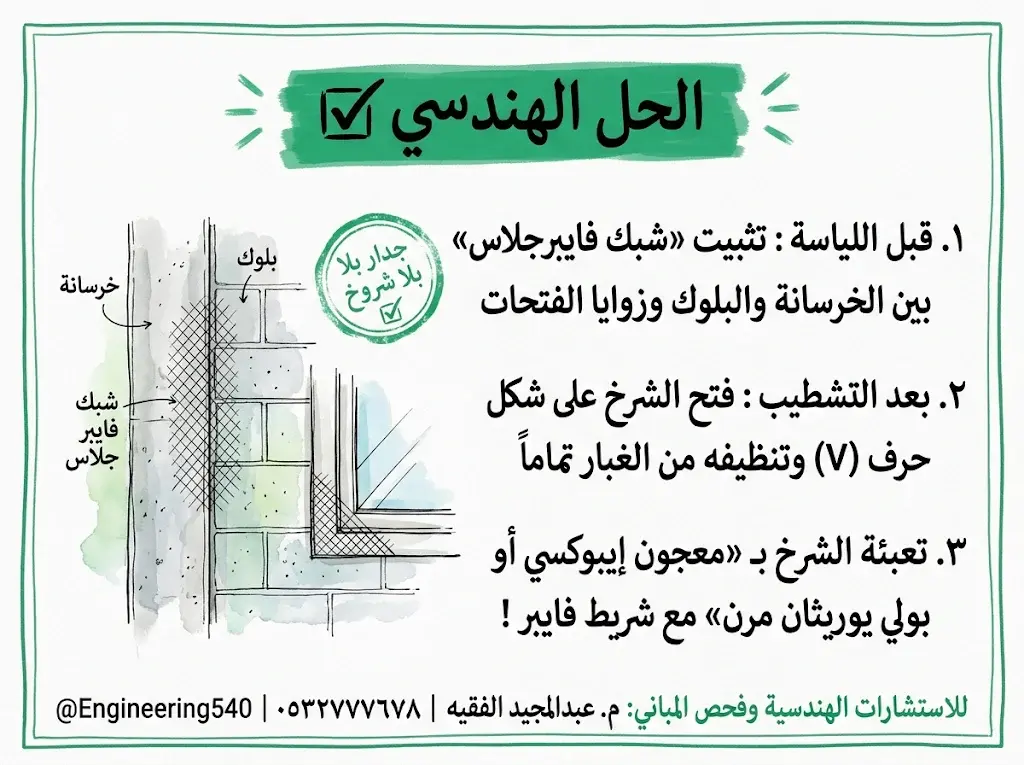 الحل الهندسي ☑
١. قبل اللياسة : تثبيت «شبك فايبرجلاس»
بين الخرسانة والبلوك وزوايا الفتحات
٢. بعد التشطيب : فتح الشرخ على شكل
حرف (V) وتنظيفه من الغبار تماماً
٣. تعبئة الشرخ بـ «معجون إيبوكسي أو
بولي يوريثان مرن» مع شريط فايبر !
جدار بلا
بلا شروخ
☑
بلوك
خرسانة
شبك
فايبر
جلاس
للاستشارات الهندسية وفحص المباني: م. عبدالمجيد الفقيه | ٠٥٣٢٧٧٧٦٧٨ | @Engineering540